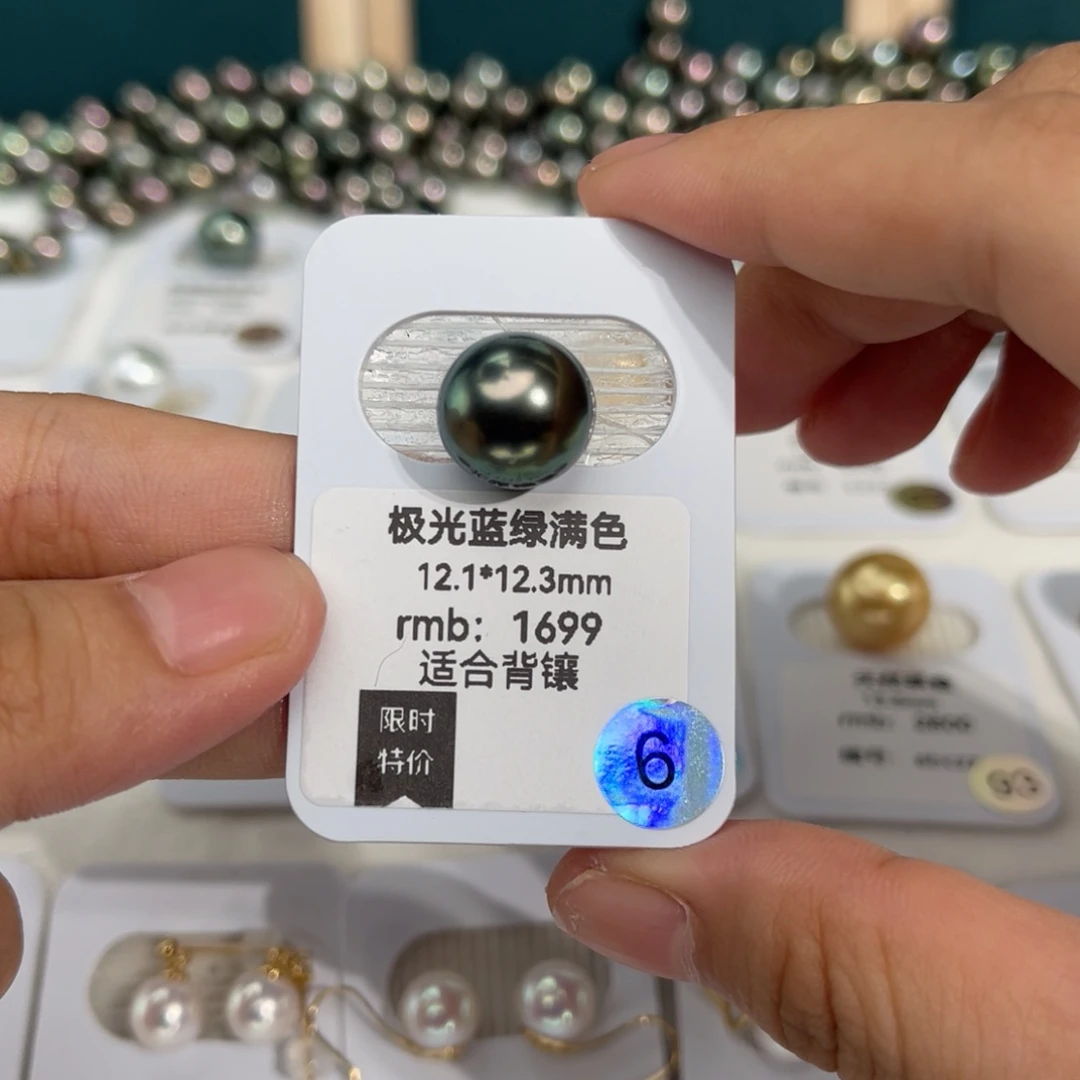 极光蓝绿满色
12.1*12.3mm
rmb：1699
适合背镶
限时
特价
6
93